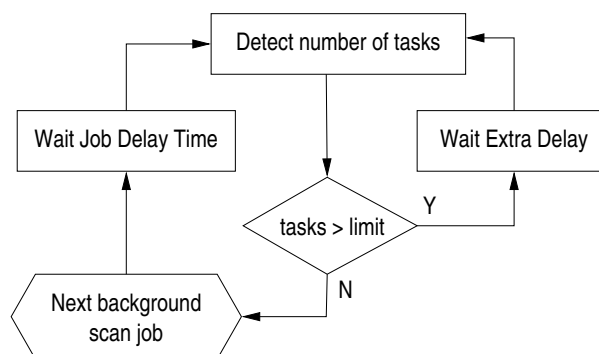 Detect number of tasks
Wait Job Delay Time
Wait Extra Delay
tasks > limit
Y
N
Next background
scan job